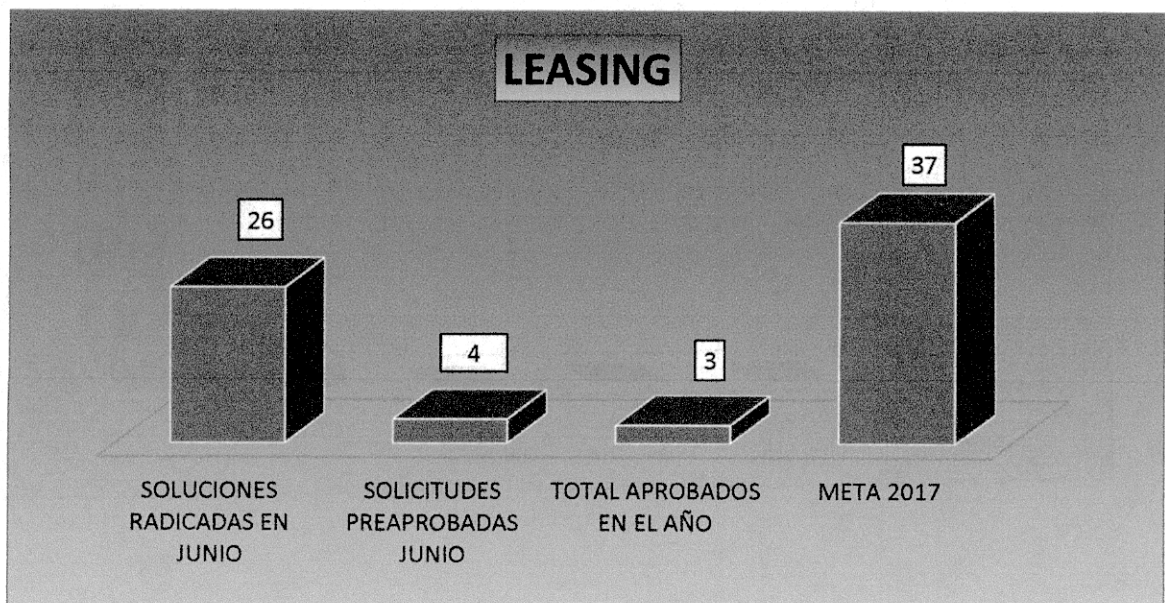 LEASING
26
4
3
37
SOLUCIONES
RADICADAS EN
JUNIO
SOLICITUDES
PREAPROBADAS
JUNIO
TOTAL APROBADOS
EN EL AÑO
META 2017